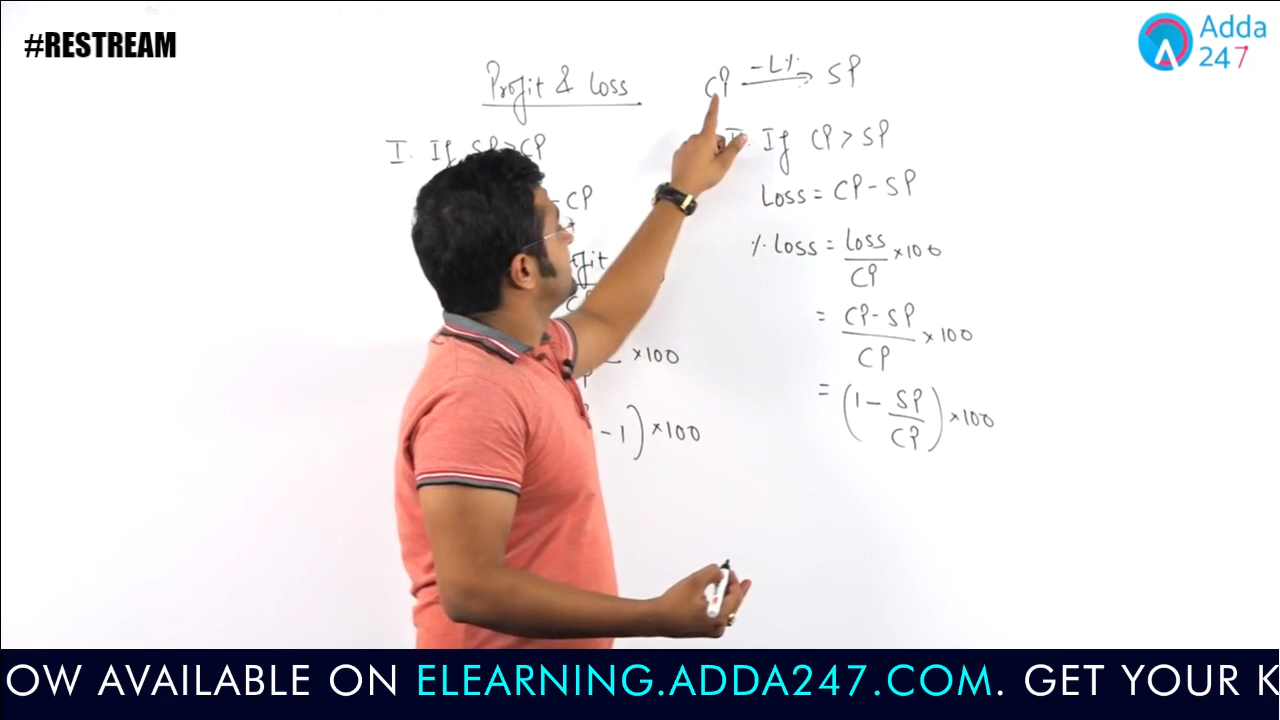 #RESTREAM
Adda
247
Profit & Loss
CP -L%→ SP
I. If SP>CP
- CP
× 100
- 1) × 100
If CP > SP
Loss = CP - SP
% Loss = Loss/CP × 100
= CP - SP/CP × 100
= (1 - SP/CP) × 100
OW AVAILABLE ON ELEARNING.ADDA247.COM. GET YOUR K